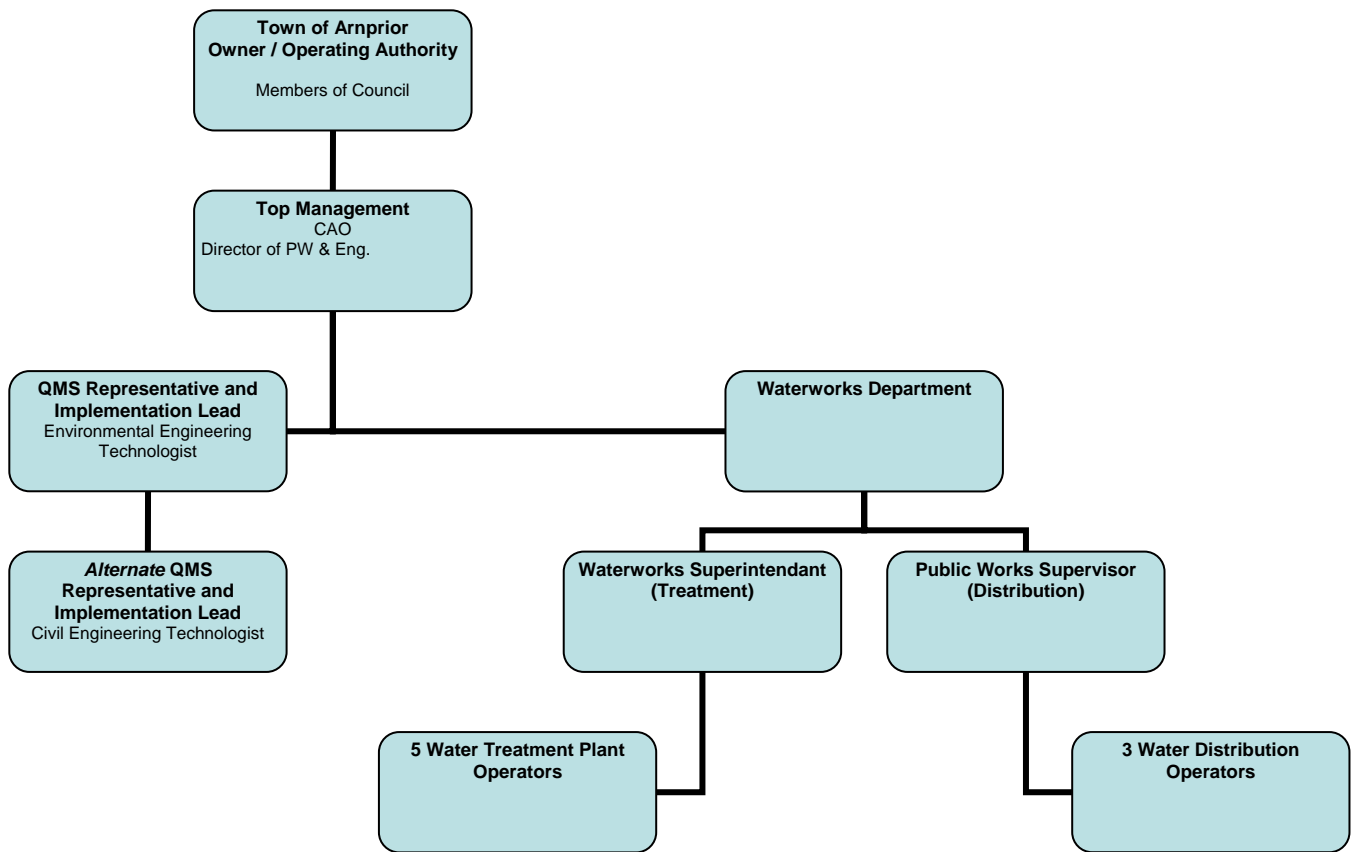 Town of Arnprior
Owner / Operating Authority
Members of Council
Top Management
CAO
Director of PW & Eng.
QMS Representative and
Implementation Lead
Environmental Engineering
Technologist
Waterworks Department
Alternate QMS
Representative and
Implementation Lead
Civil Engineering Technologist
Waterworks Superintendant
(Treatment)
Public Works Supervisor
(Distribution)
5 Water Treatment Plant
Operators
3 Water Distribution
Operators